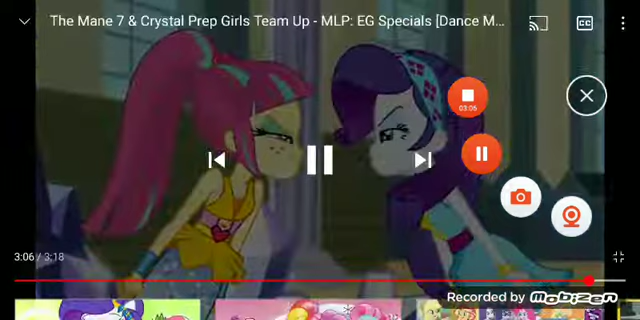 The Mane 7 & Crystal Prep Girls Team Up - MLP: EG Specials [Dance M...
CC
03:06
3:06 / 3:18
Recorded by Mobizen